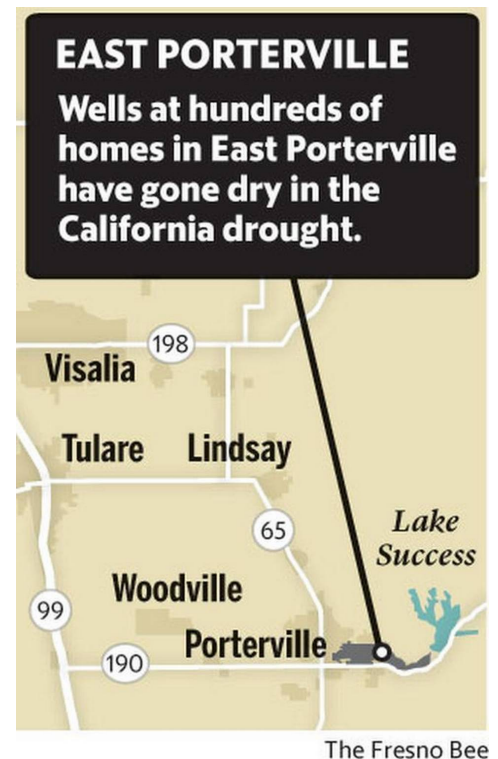 EAST PORTERVILLE
Wells at hundreds of
homes in East Porterville
have gone dry in the
California drought.
198
Visalia
Tulare
Lindsay
65
Lake
Success
Woodville
99
Porterville
190
The Fresno Bee